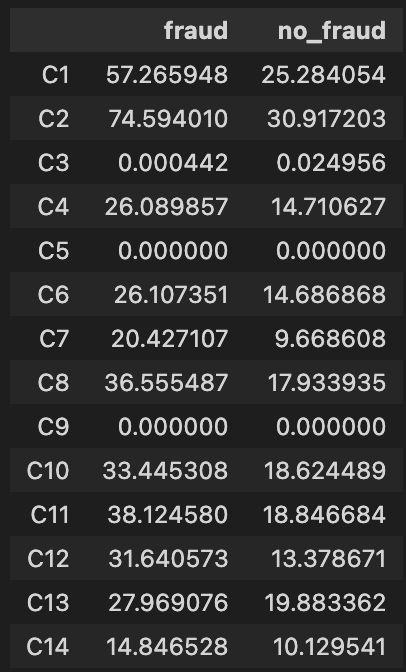 fraud no_fraud
C1 57.265948 25.284054
C2 74.594010 30.917203
C3 0.000442 0.024956
C4 26.089857 14.710627
C5 0.000000 0.000000
C6 26.107351 14.686868
C7 20.427107 9.668608
C8 36.555487 17.933935
C9 0.000000 0.000000
C10 33.445308 18.624489
C11 38.124580 18.846684
C12 31.640573 13.378671
C13 27.969076 19.883362
C14 14.846528 10.129541